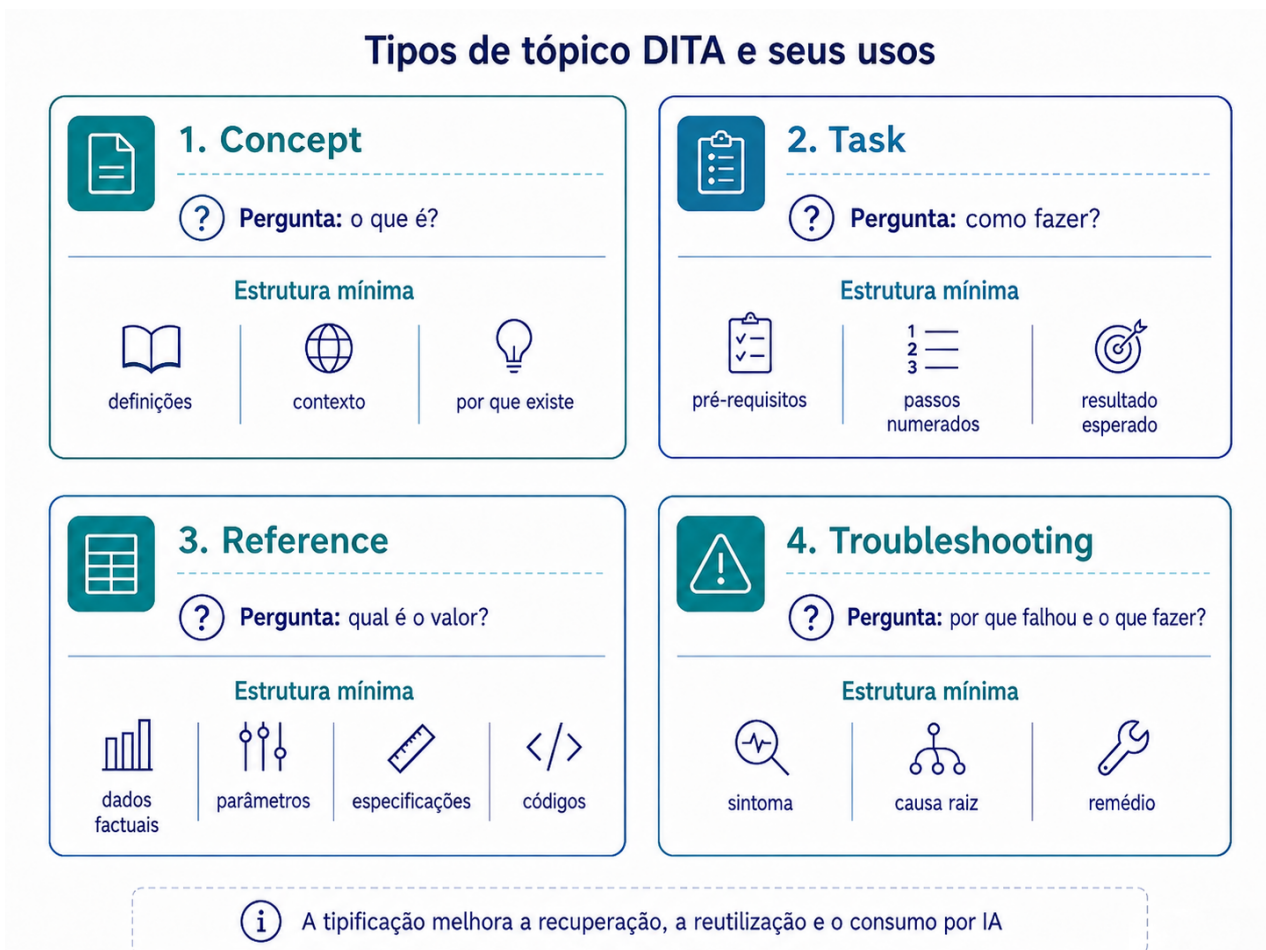 Tipos de tópico DITA e seus usos
1. Concept
? Pergunta: o que é?
Estrutura mínima
definições
contexto
por que existe
2. Task
? Pergunta: como fazer?
Estrutura mínima
pré-requisitos
1
2
3
passos
numerados
resultado
esperado
3. Reference
? Pergunta: qual é o valor?
Estrutura mínima
dados
factuais
parâmetros
especificações
</>
códigos
4. Troubleshooting
? Pergunta: por que falhou e o que fazer?
Estrutura mínima
sintoma
causa raiz
remédio
i A tipificação melhora a recuperação, a reutilização e o consumo por IA